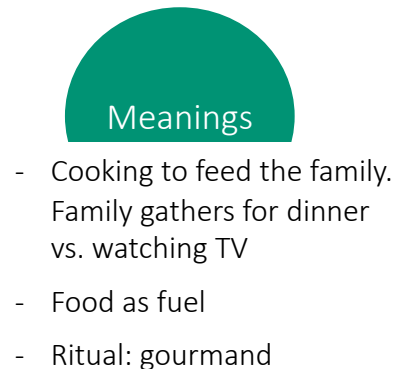 Meanings
- Cooking to feed the family.
Family gathers for dinner
vs. watching TV
- Food as fuel
- Ritual: gourmand